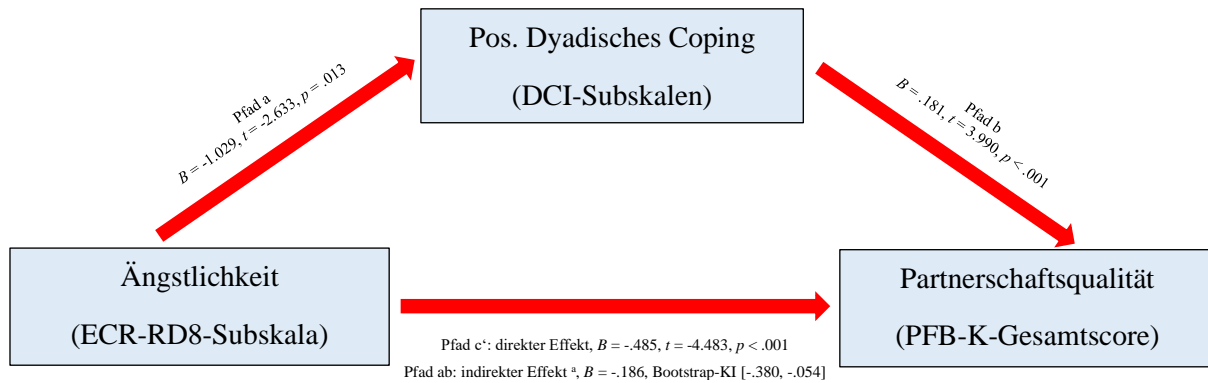 Pos. Dyadisches Coping
(DCI-Subskalen)
Pfad a
B = -1.029, t = -2.633, p = .013
Pfad b
B = .181, t = 3.990, p < .001
Ängstlichkeit
(ECR-RD8-Subskala)
Partnerschaftsqualität
(PFB-K-Gesamtscore)
Pfad c‘: direkter Effekt, B = -.485, t = -4.483, p < .001
Pfad ab: indirekter Effekt ᵃ, B = -.186, Bootstrap-KI [-.380, -.054]